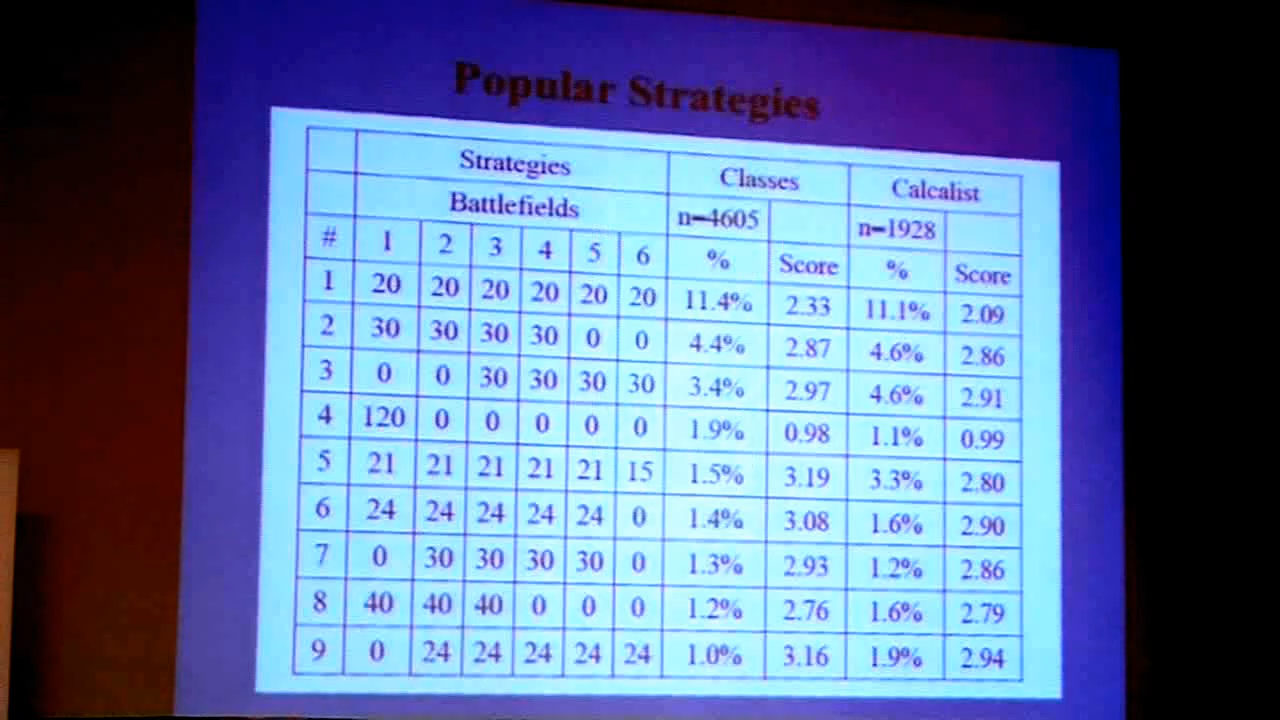 Popular Strategies
Strategies Classes Calcalist
Battlefields n=4605 n=1928
# 1 2 3 4 5 6 % Score % Score
1 20 20 20 20 20 20 11.4% 2.33 11.1% 2.09
2 30 30 30 30 0 0 4.4% 2.87 4.6% 2.86
3 0 0 30 30 30 30 3.4% 2.97 4.6% 2.91
4 120 0 0 0 0 0 1.9% 0.98 1.1% 0.99
5 21 21 21 21 21 15 1.5% 3.19 3.3% 2.80
6 24 24 24 24 24 0 1.4% 3.08 1.6% 2.90
7 0 30 30 30 30 0 1.3% 2.93 1.2% 2.86
8 40 40 40 0 0 0 1.2% 2.76 1.6% 2.79
9 0 24 24 24 24 24 1.0% 3.16 1.9% 2.94